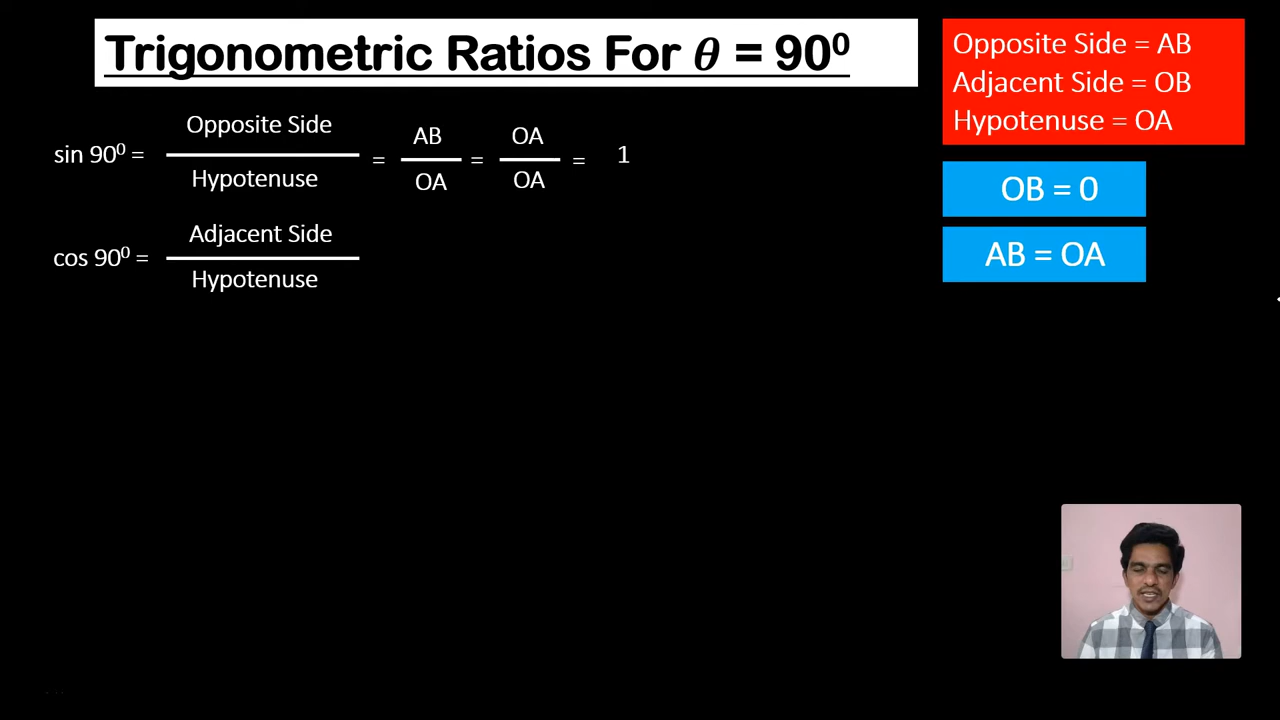 Trigonometric Ratios For θ = 90⁰
Opposite Side = AB
Adjacent Side = OB
Hypotenuse = OA
OB = 0
AB = OA
sin 90⁰ = Opposite Side / Hypotenuse = AB / OA = OA / OA = 1
cos 90⁰ = Adjacent Side / Hypotenuse